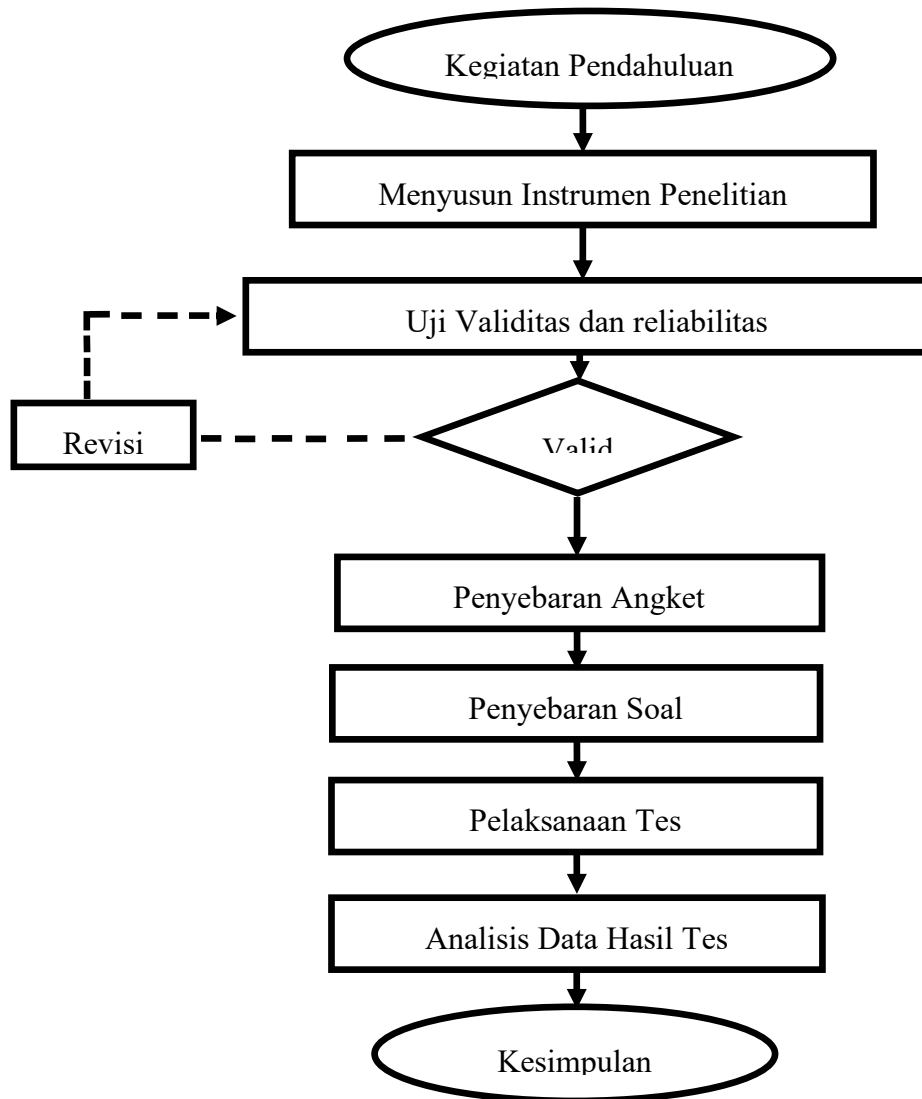 Kegiatan Pendahuluan
Menyusun Instrumen Penelitian
Uji Validitas dan reliabilitas
Revisi
Valid
Penyebaran Angket
Penyebaran Soal
Pelaksanaan Tes
Analisis Data Hasil Tes
Kesimpulan